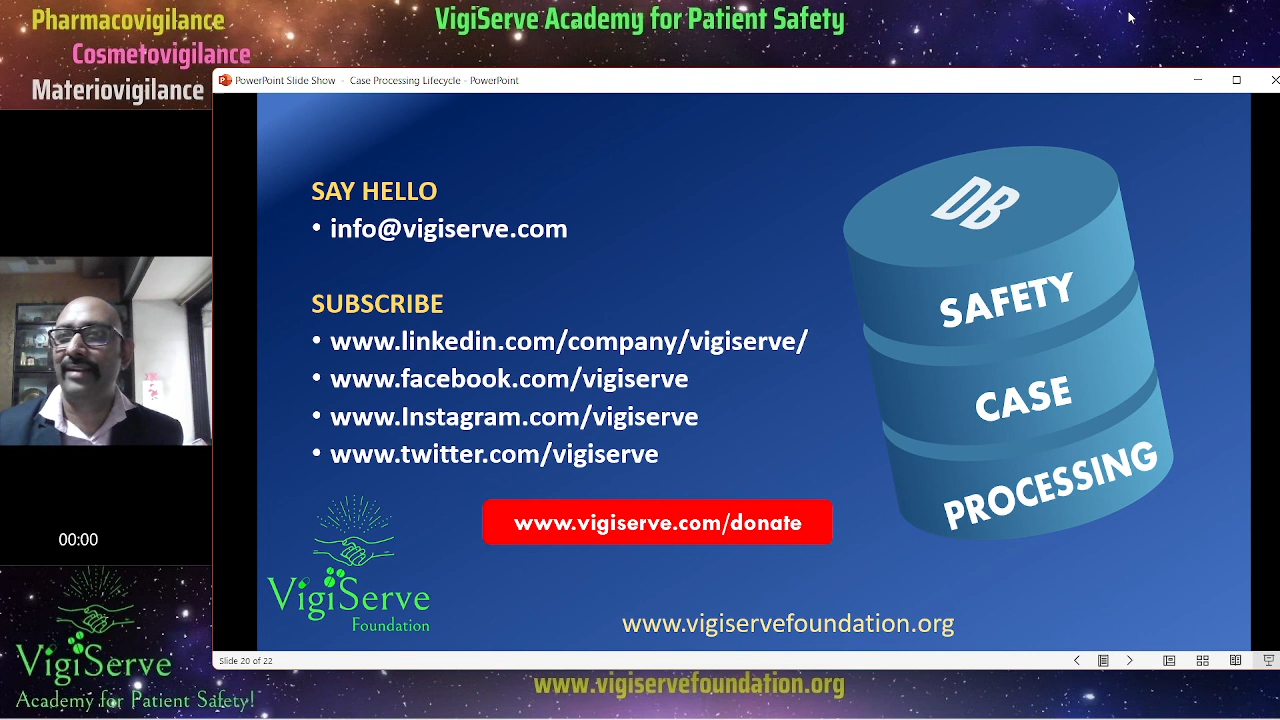 Pharmacovigilance
Cosmetovigilance
Materiovigilance
VigiServe Academy for Patient Safety
PowerPoint Slide Show - Case Processing Lifecycle - PowerPoint
SAY HELLO
• info@vigiserve.com
SUBSCRIBE
• www.linkedin.com/company/vigiserve/
• www.facebook.com/vigiserve
• www.Instagram.com/vigiserve
• www.twitter.com/vigiserve
www.vigiserve.com/donate
DB
SAFETY
CASE
PROCESSING
VigiServe
Foundation
www.vigiservefoundation.org
00:00
Slide 20 of 22
VigiServe
Academy for Patient Safety!
www.vigiservefoundation.org